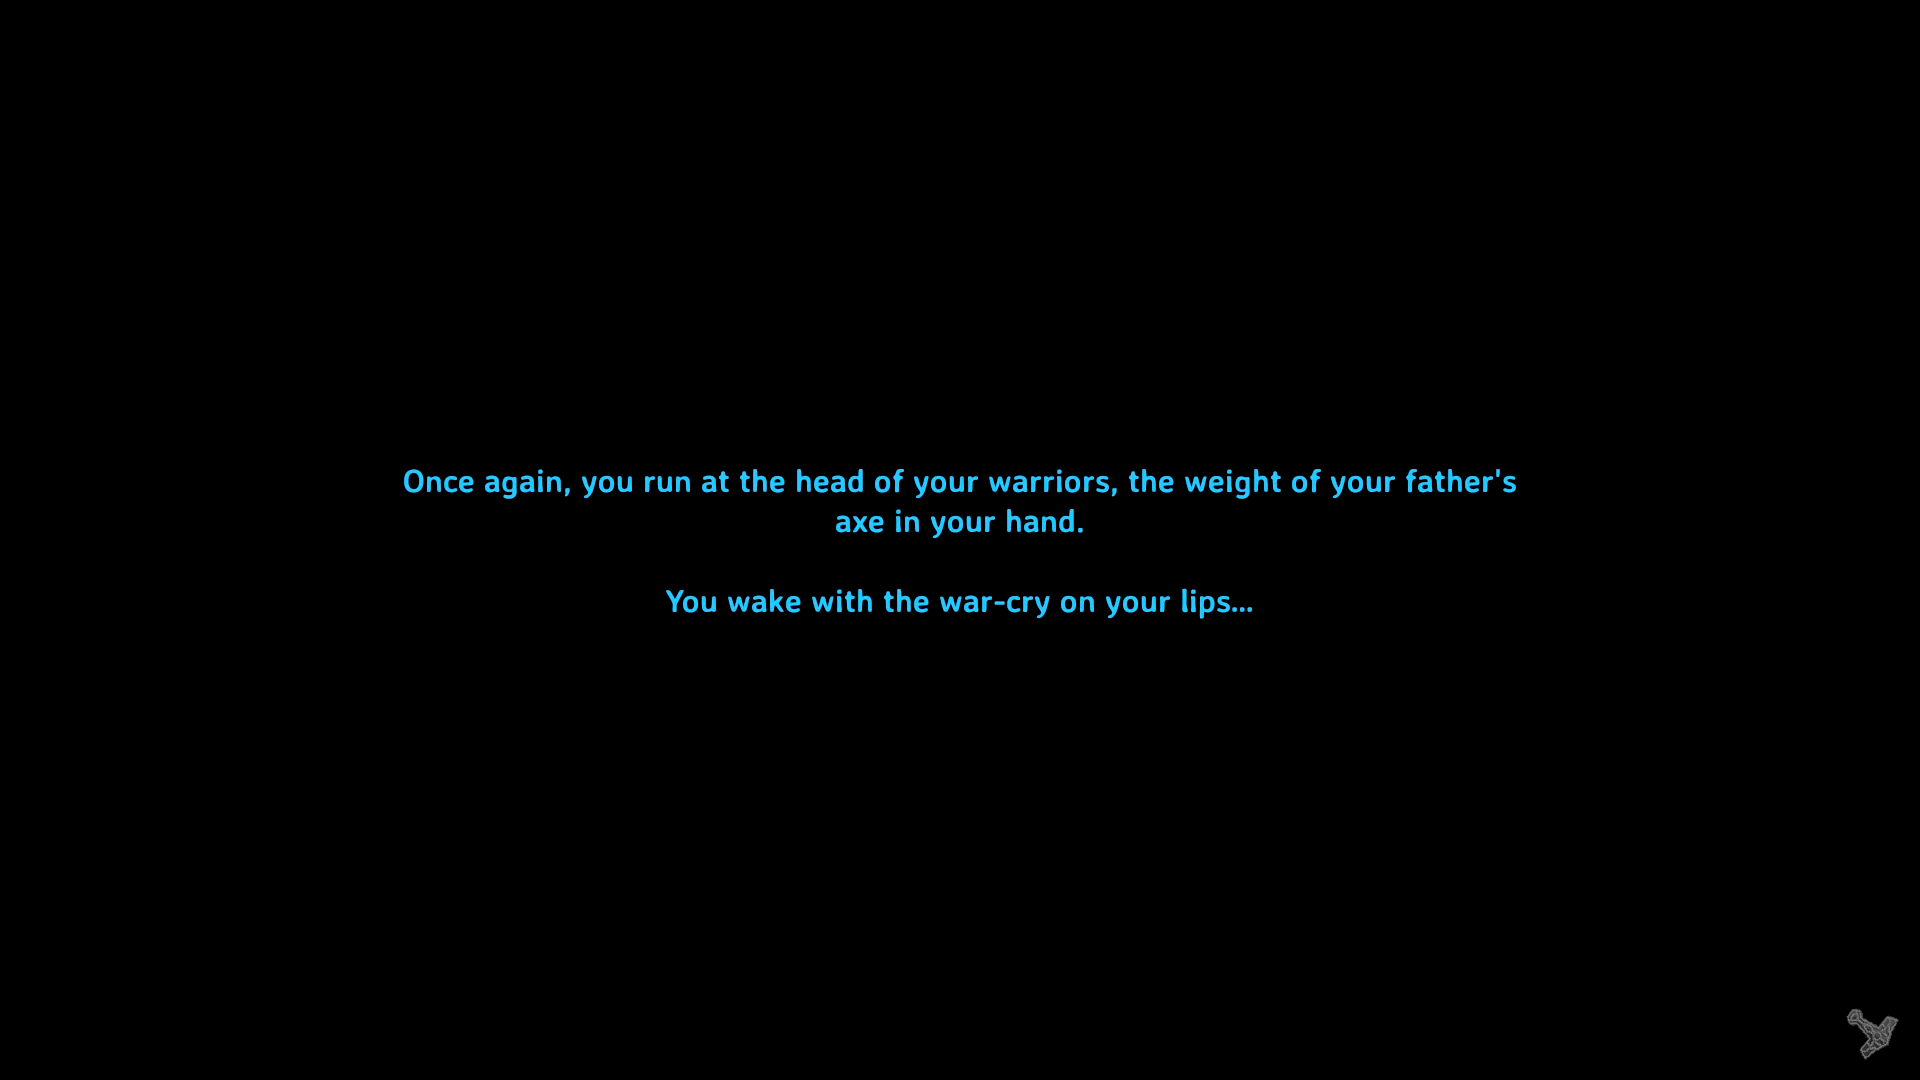 Once again, you run at the head of your warriors, the weight of your father's
axe in your hand.
You wake with the war-cry on your lips...